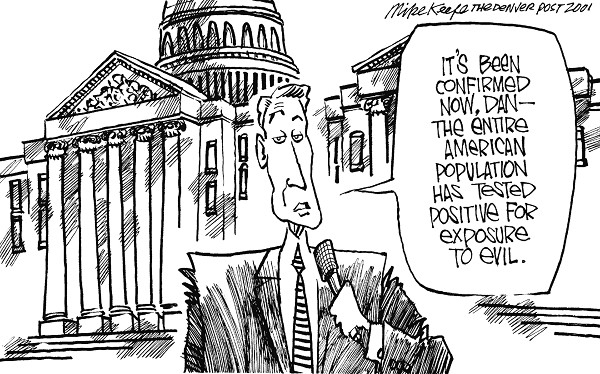 Mike Keefe THE DENVER POST 2001
IT'S BEEN
CONFIRMED
NOW, DAN—
THE ENTIRE
AMERICAN
POPULATION
HAS TESTED
POSITIVE FOR
EXPOSURE
TO EVIL.